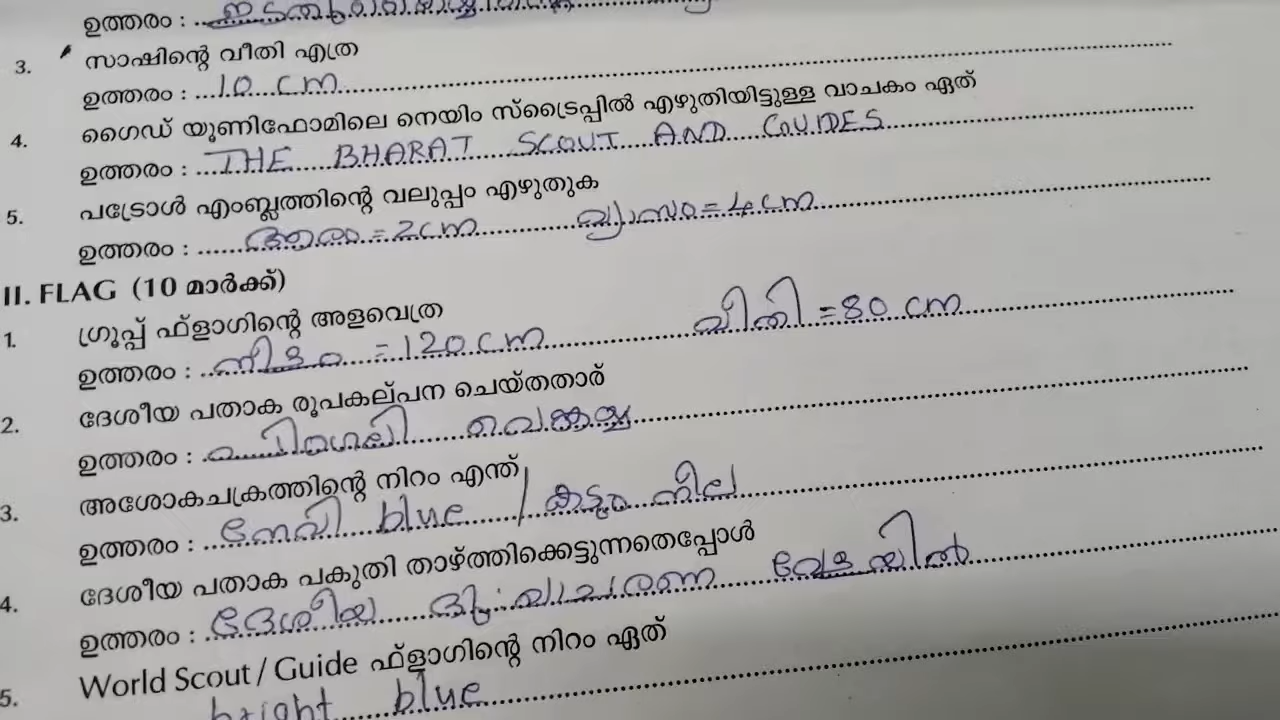 ഉത്തരം :
3. സാഷിന്റെ വീതി എത്ര
ഉത്തരം : 10 cm
4. ഗൈഡ് യൂണിഫോമിലെ നെയിം സ്ട്രൈപ്പിൽ എഴുതിയിട്ടുള്ള വാചകം ഏത്
ഉത്തരം : THE BHARAT SCOUT AND GUIDES
5. പട്രോൾ എംബ്ലത്തിന്റെ വലുപ്പം എഴുതുക
ഉത്തരം : ആരം = 2cm വ്യാസം = 4cm
II. FLAG (10 മാർക്ക്)
1. ഗ്രൂപ്പ് ഫ്ളാഗിന്റെ അളവെത്ര
ഉത്തരം : നീളം = 120 cm വീതി = 80 cm
2. ദേശീയ പതാക രൂപകല്പന ചെയ്തതാര്
ഉത്തരം : പിംഗലി വെങ്കയ്യ
3. അശോകചക്രത്തിന്റെ നിറം എന്ത്
ഉത്തരം : നേവി blue / കടും നീല
4. ദേശീയ പതാക പകുതി താഴ്ത്തിക്കെട്ടുന്നതെപ്പോൾ
ഉത്തരം : ദേശീയ ദുഃഖാചരണ വേളയിൽ
5. World Scout / Guide ഫ്ളാഗിന്റെ നിറം ഏത്
bright blue